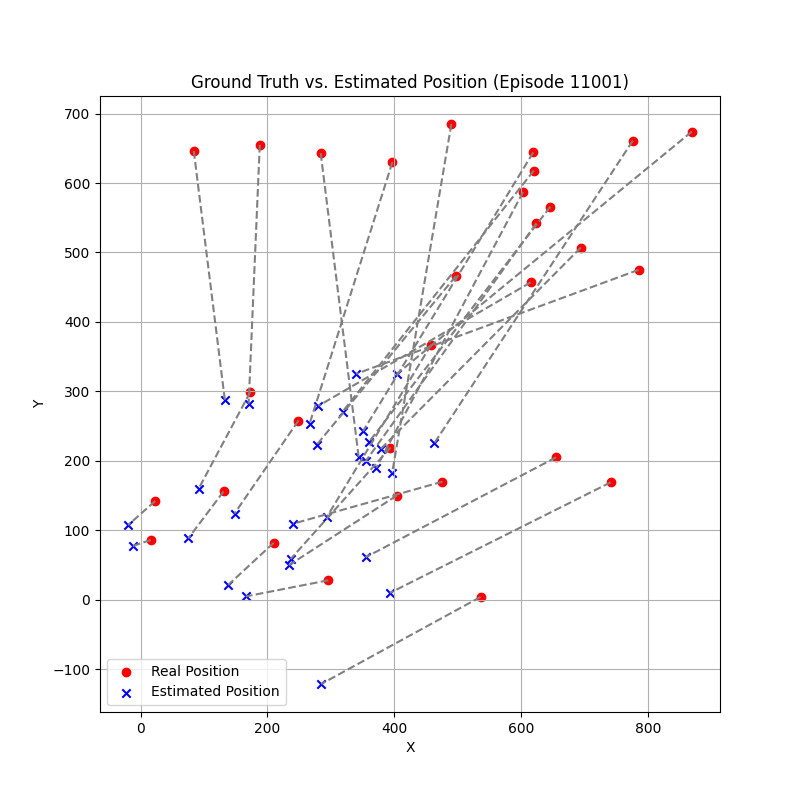 Ground Truth vs. Estimated Position (Episode 11001)
700
600
500
400
300
200
100
0
−100
Y
Real Position
Estimated Position
0 200 400 600 800
X